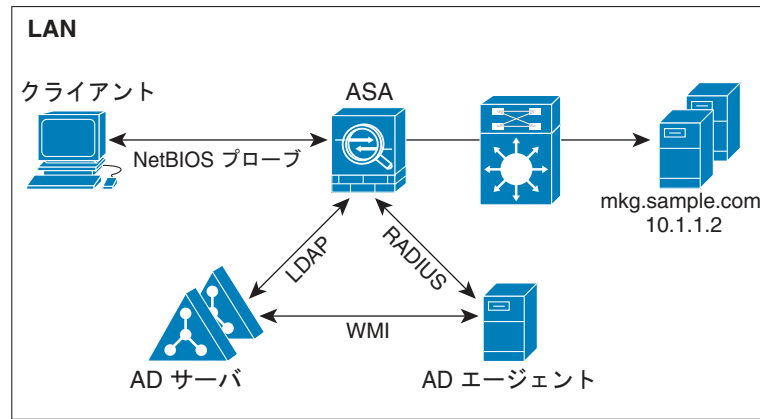 LAN
クライアント
ASA
NetBIOS プローブ
mkg.sample.com
10.1.1.2
LDAP
RADIUS
WMI
AD サーバ
AD エージェント